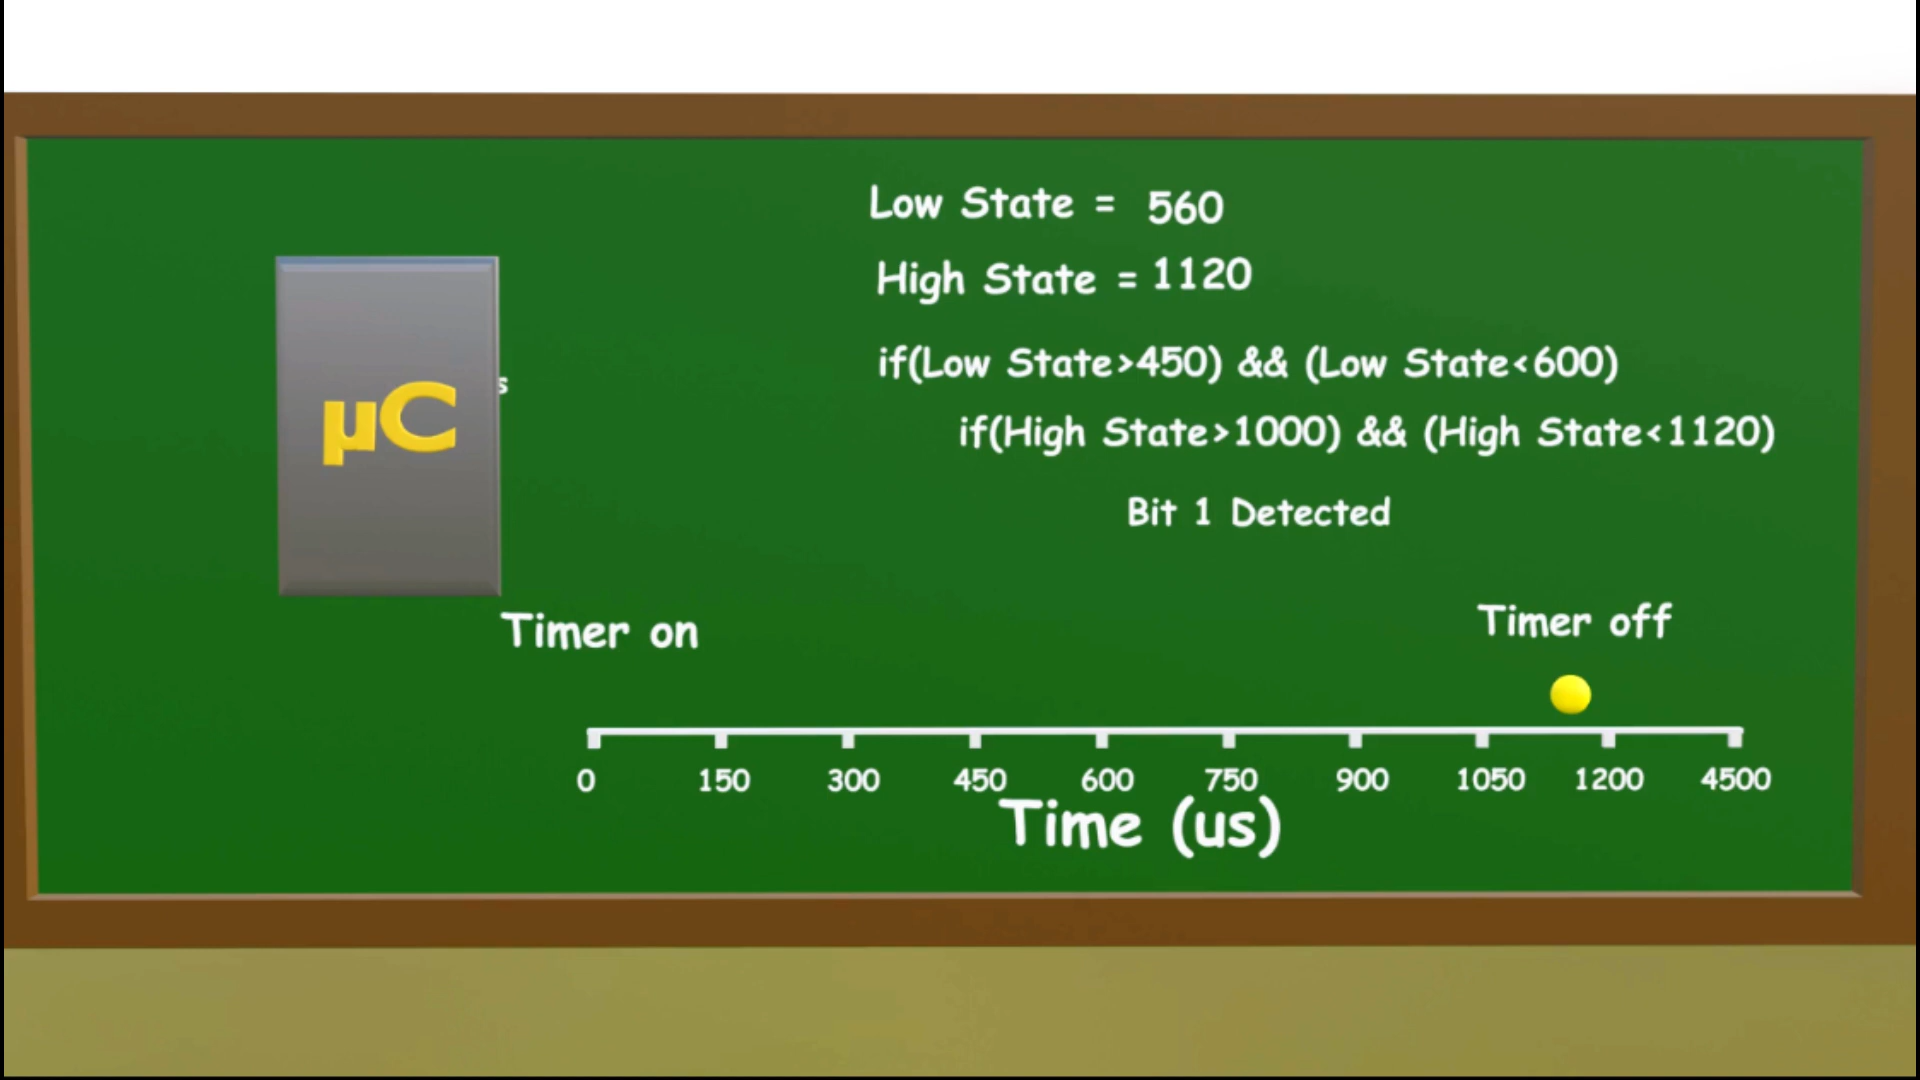 Low State = 560
High State = 1120
if(Low State>450) && (Low State<600)
s
µC
if(High State>1000) && (High State<1120)
Bit 1 Detected
Timer on
Timer off
0 150 300 450 600 750 900 1050 1200 4500
Time (us)